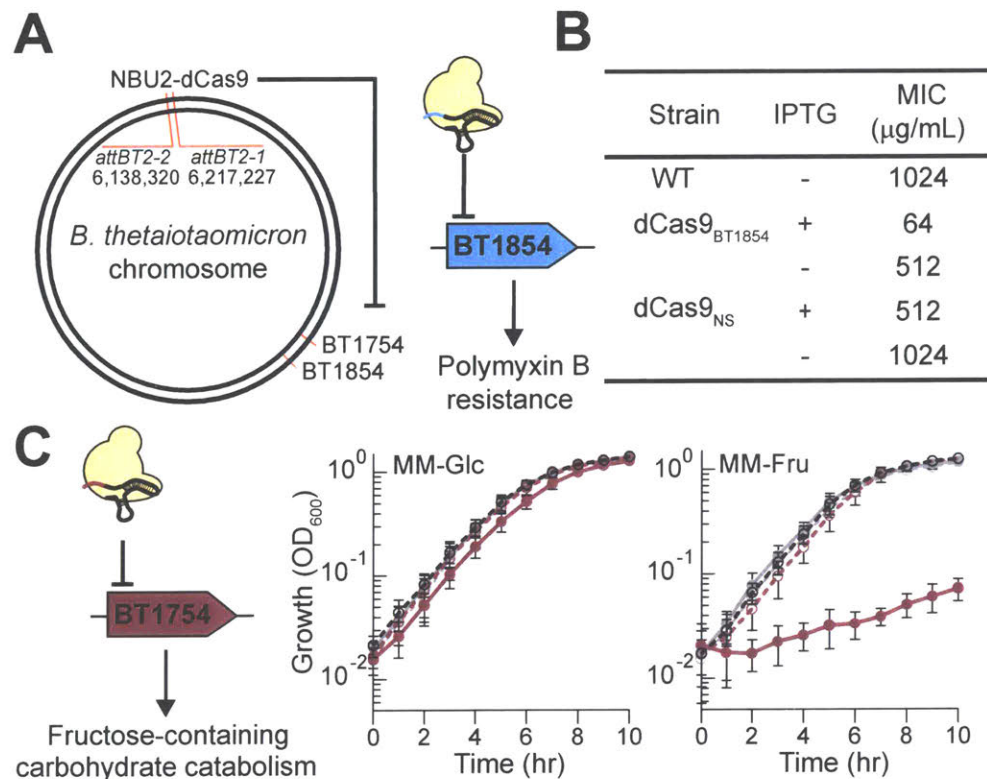 A
NBU2-dCas9
attBT2-2 attBT2-1
6,138,320 6,217,227
B. thetaiotaomicron
chromosome
BT1754
BT1854
BT1854
Polymyxin B
resistance
B
Strain IPTG MIC
(μg/mL)
WT - 1024
dCas9BT1854 + 64
- 512
dCas9NS + 512
- 1024
C
BT1754
Fructose-containing
carbohydrate catabolism
Growth (OD600)
MM-Glc
10^0
10^-1
10^-2
0 2 4 6 8 10
Time (hr)
MM-Fru
10^0
10^-1
10^-2
0 2 4 6 8 10
Time (hr)